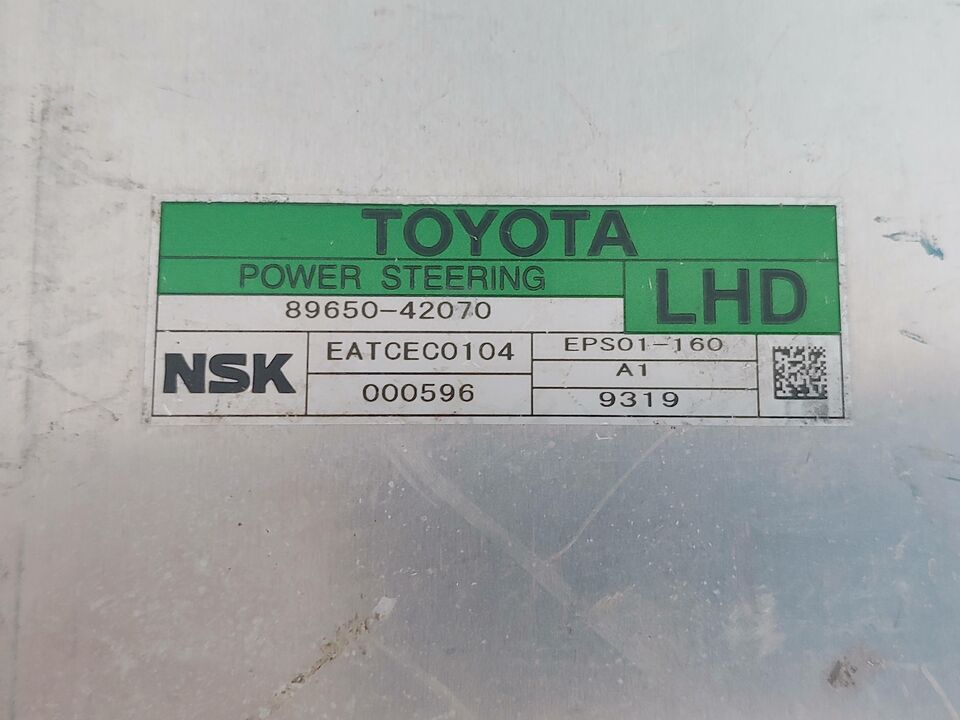 TOYOTA
POWER STEERING
LHD
89650-42070
NSK
EATCEC0104
000596
EPS01-160
A1
9319